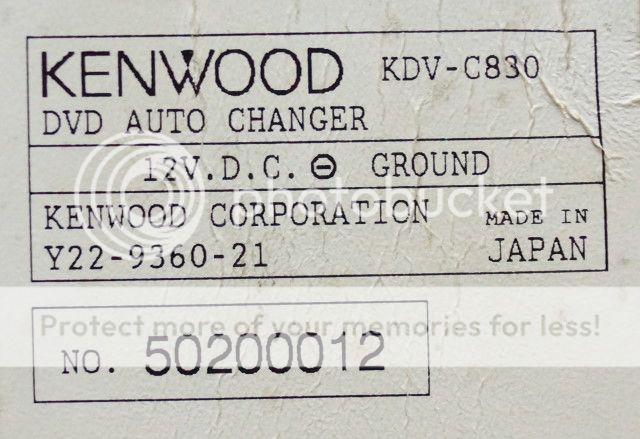 KENWOOD KDV-C830
DVD AUTO CHANGER
12V.D.C. ⊖ GROUND
KENWOOD CORPORATION MADE IN
Y22-9360-21 JAPAN
photobucket
Protect more of your memories for less!
NO. 50200012